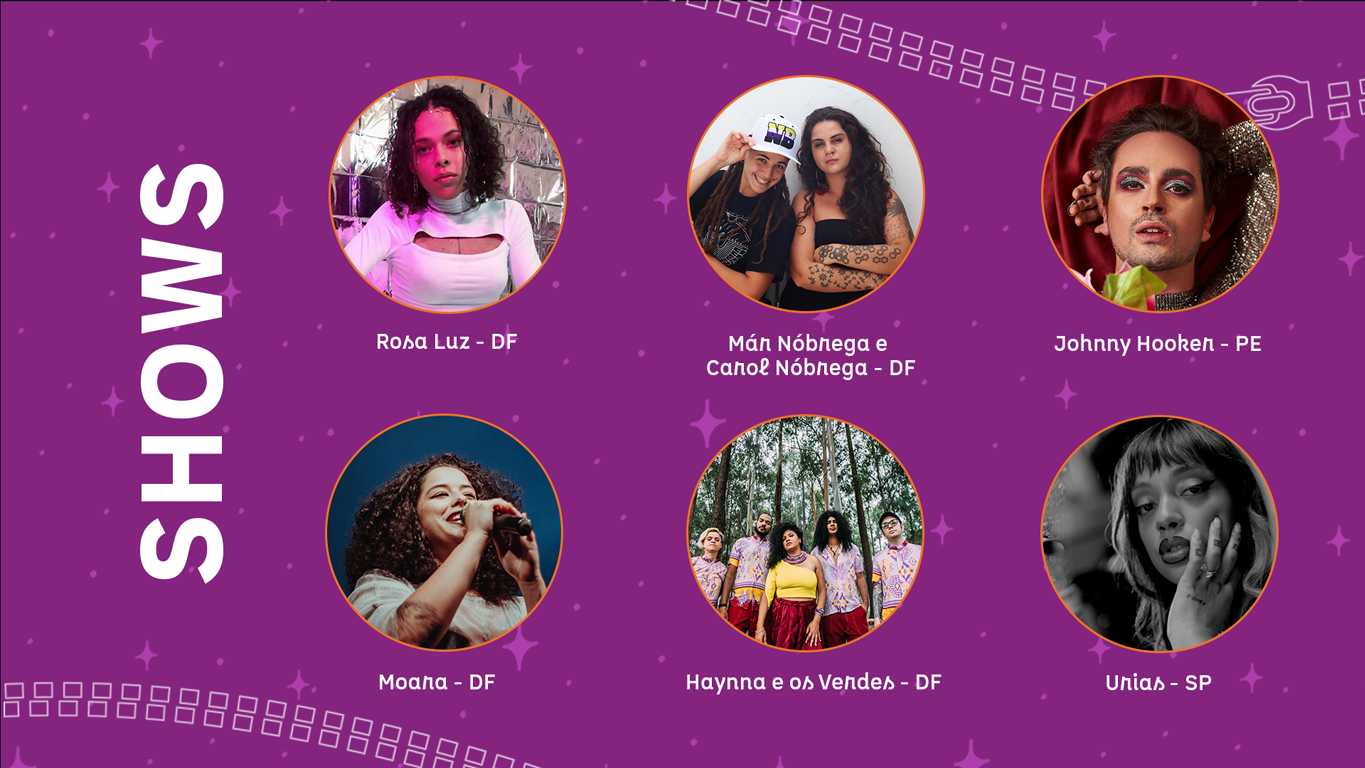 SHOWS
NB
Rosa Luz - DF
Már Nóbrega e
Carol Nóbrega - DF
Johnny Hooker - PE
Moara - DF
Haynna e os Verdes - DF
Urias - SP